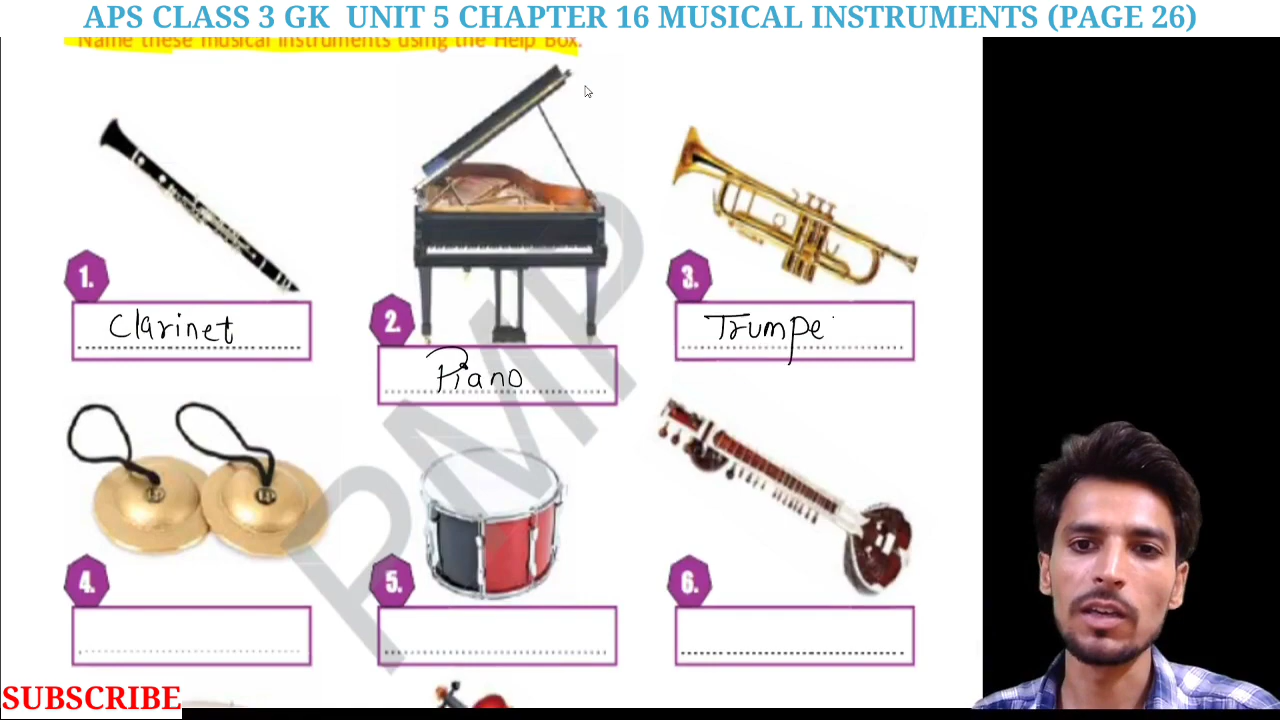 APS CLASS 3 GK UNIT 5 CHAPTER 16 MUSICAL INSTRUMENTS (PAGE 26)
Name these musical instruments using the Help Box.
1.
Clarinet
2.
Piano
3.
Trumpe
4.
5.
6.
PMP
SUBSCRIBE